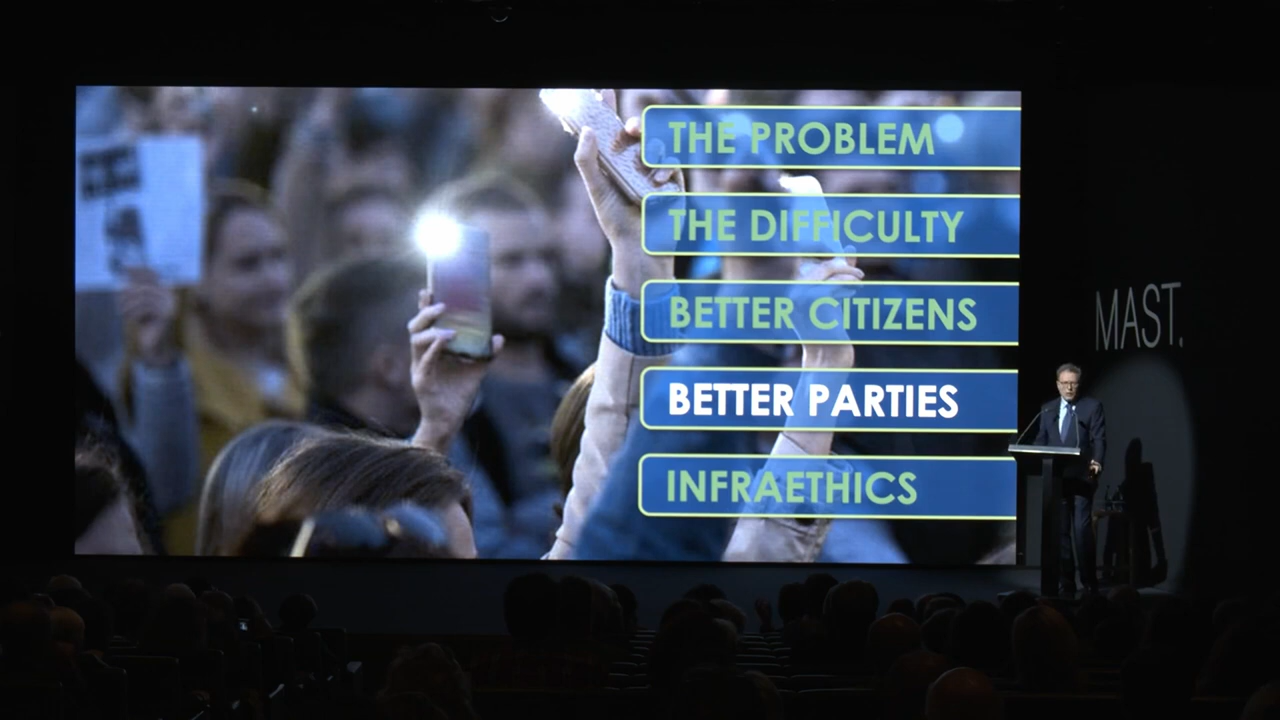 THE PROBLEM
THE DIFFICULTY
BETTER CITIZENS
BETTER PARTIES
INFRAETHICS
MAST.